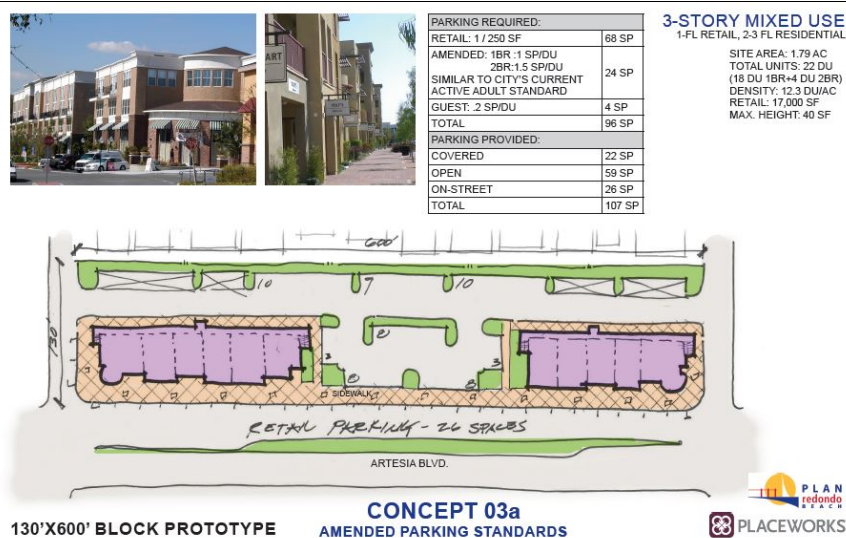 PARKING REQUIRED:
RETAIL: 1 / 250 SF 68 SP
AMENDED: 1BR :1 SP/DU
2BR:1.5 SP/DU
SIMILAR TO CITY'S CURRENT
ACTIVE ADULT STANDARD
24 SP
GUEST: .2 SP/DU 4 SP
TOTAL 96 SP
PARKING PROVIDED:
COVERED 22 SP
OPEN 59 SP
ON-STREET 26 SP
TOTAL 107 SP
3-STORY MIXED USE
1-FL RETAIL, 2-3 FL RESIDENTIAL
SITE AREA: 1.79 AC
TOTAL UNITS: 22 DU
(18 DU 1BR+4 DU 2BR)
DENSITY: 12.3 DU/AC
RETAIL: 17,000 SF
MAX. HEIGHT: 40 SF
ART
600'
130'
10
7
10
8
3
3
8
8
SIDEWALK
RETAIL PARKING - 26 SPACES
ARTESIA BLVD.
130'X600' BLOCK PROTOTYPE
CONCEPT 03a
AMENDED PARKING STANDARDS
PLAN
redondo
BEACH
PLACEWORKS